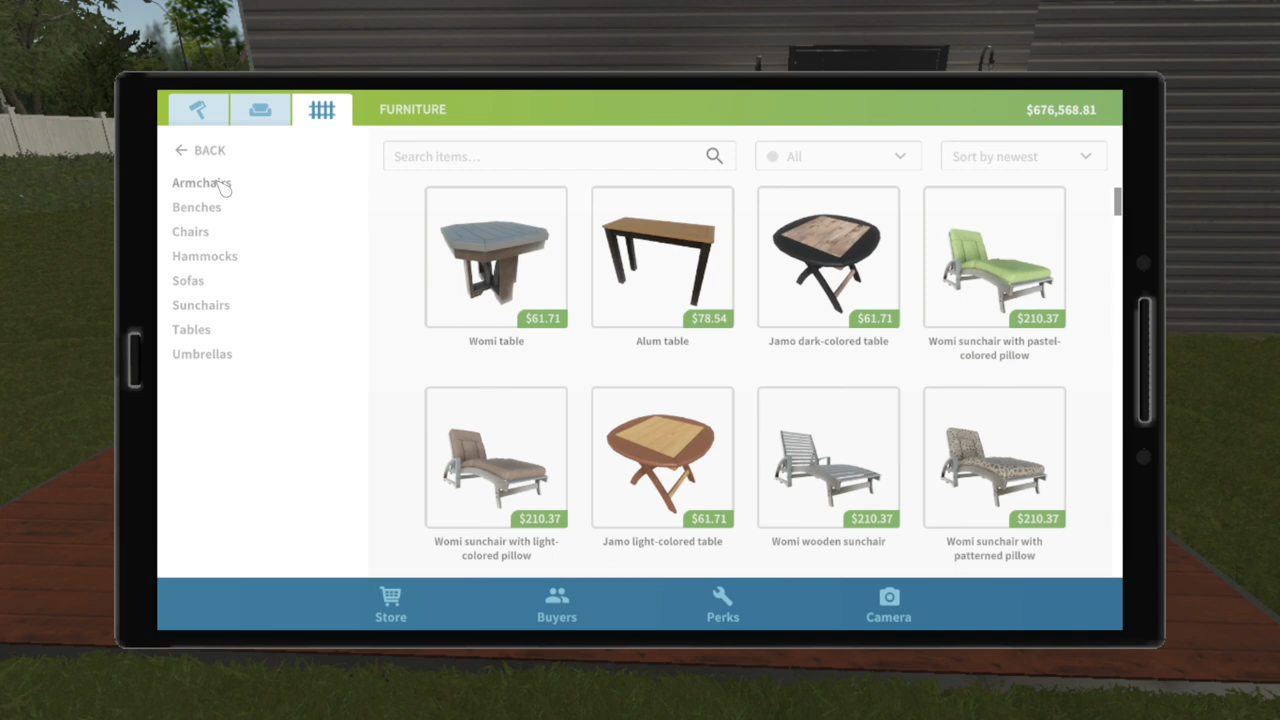 FURNITURE
$676,568.81
BACK
Search items...
All
Sort by newest
Armchairs
Benches
Chairs
Hammocks
Sofas
Sunchairs
Tables
Umbrellas
$61.71
$78.54
$61.71
$210.37
Womi table
Alum table
Jamo dark-colored table
Womi sunchair with pastel-
colored pillow
$210.37
$61.71
$210.37
$210.37
Womi sunchair with light-
colored pillow
Jamo light-colored table
Womi wooden sunchair
Womi sunchair with
patterned pillow
Store
Buyers
Perks
Camera